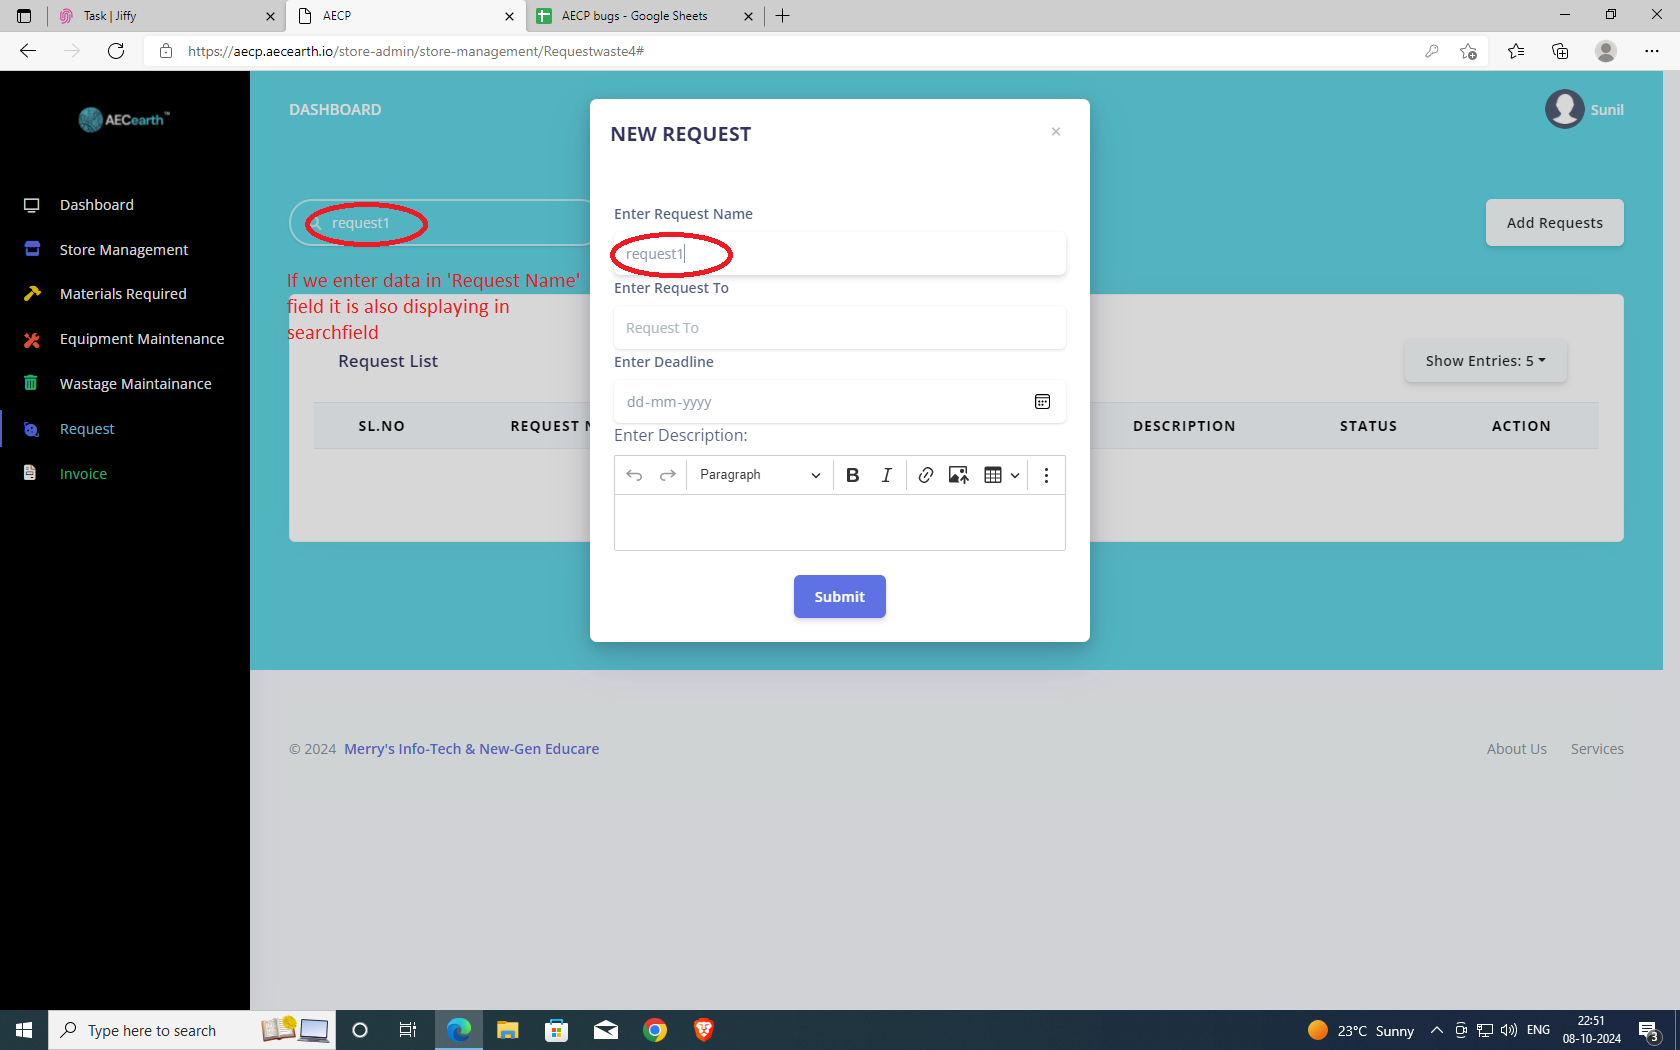 Task | Jiffy
AECP
AECP bugs - Google Sheets
https://aecp.aecearth.io/store-admin/store-management/Requestwaste4#
AECearth™
DASHBOARD
Sunil
NEW REQUEST
×
Dashboard
Store Management
Materials Required
Equipment Maintenance
Wastage Maintainance
Request
Invoice
request1
Add Requests
If we enter data in 'Request Name'
field it is also displaying in
searchfield
Enter Request Name
request1
Enter Request To
Request To
Enter Deadline
dd-mm-yyyy
Enter Description:
Paragraph
B I
Submit
Request List
Show Entries: 5
SL.NO
REQUEST
DESCRIPTION
STATUS
ACTION
© 2024 Merry's Info-Tech & New-Gen Educare
About Us
Services
Type here to search
23°C Sunny
ENG
22:51
08-10-2024
3